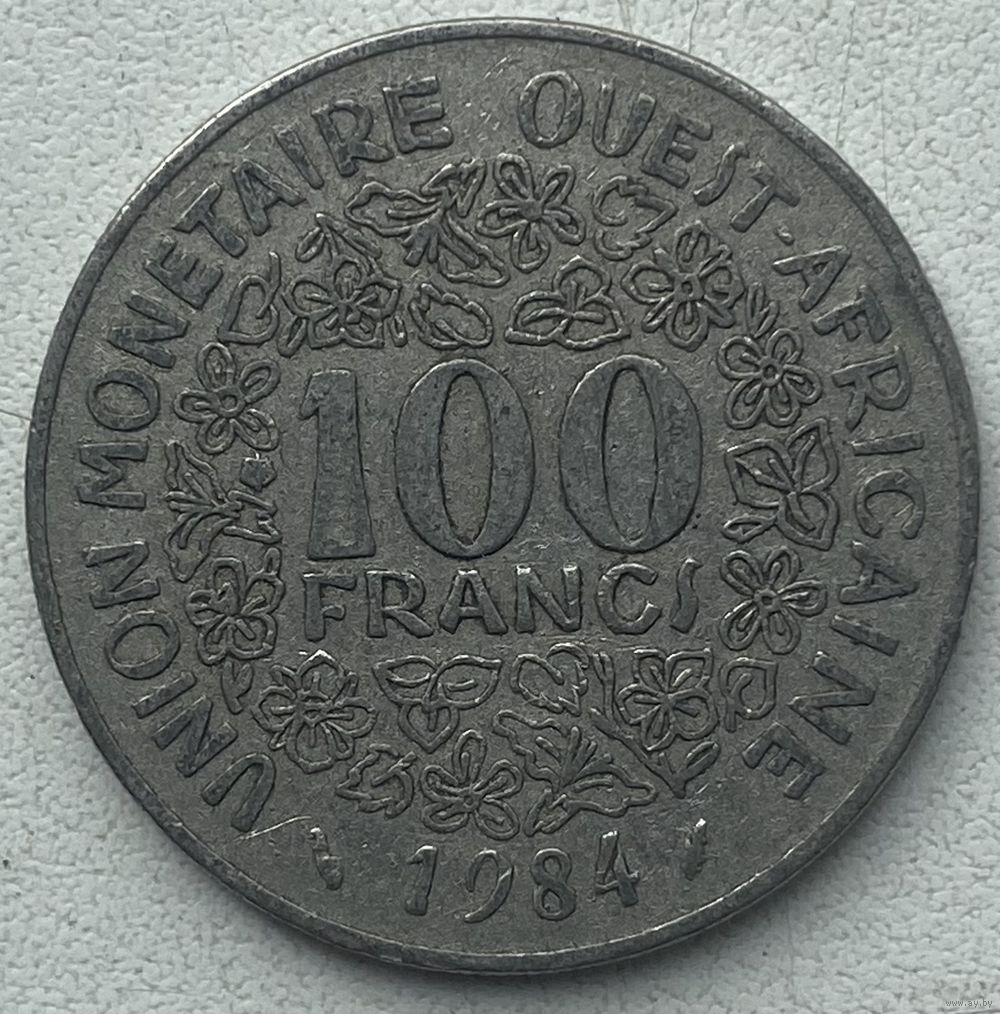 UNION MONETAIRE OUEST-AFRICAINE
100
FRANCS
1984
www.ay.by